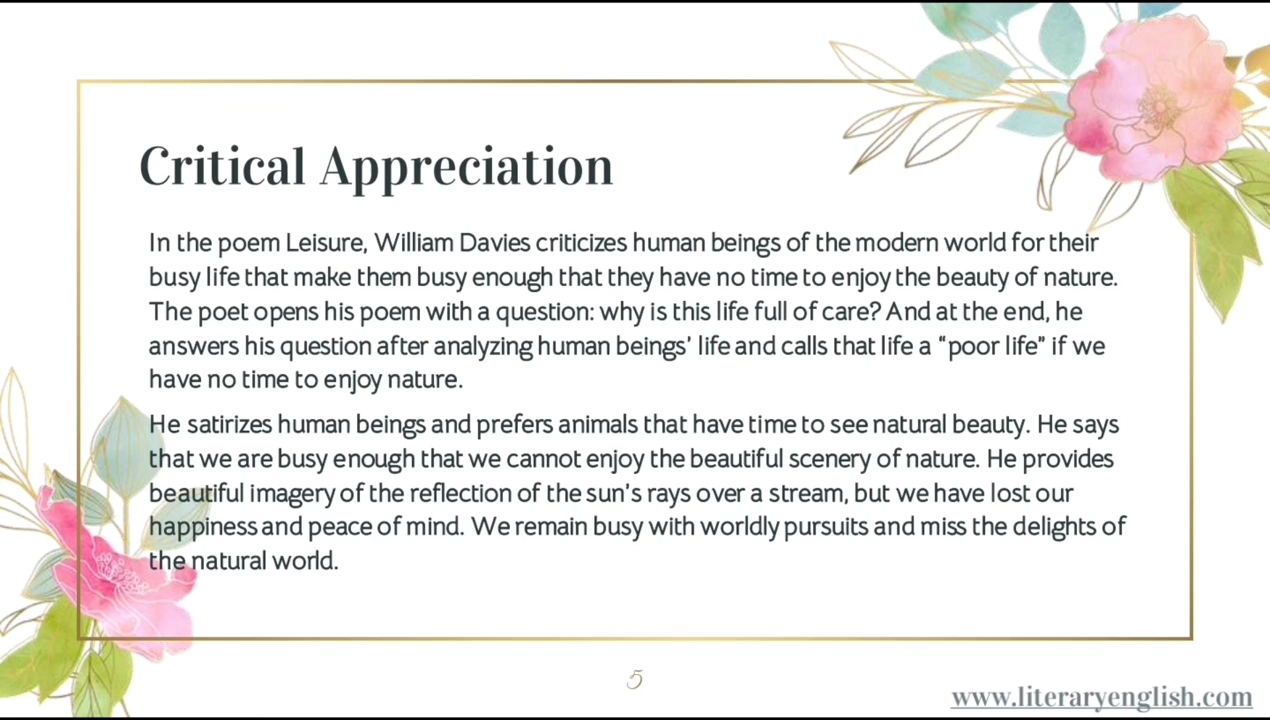 Critical Appreciation
In the poem Leisure, William Davies criticizes human beings of the modern world for their
busy life that make them busy enough that they have no time to enjoy the beauty of nature.
The poet opens his poem with a question: why is this life full of care? And at the end, he
answers his question after analyzing human beings’ life and calls that life a “poor life” if we
have no time to enjoy nature.
He satirizes human beings and prefers animals that have time to see natural beauty. He says
that we are busy enough that we cannot enjoy the beautiful scenery of nature. He provides
beautiful imagery of the reflection of the sun’s rays over a stream, but we have lost our
happiness and peace of mind. We remain busy with worldly pursuits and miss the delights of
the natural world.
5
www.literaryenglish.com